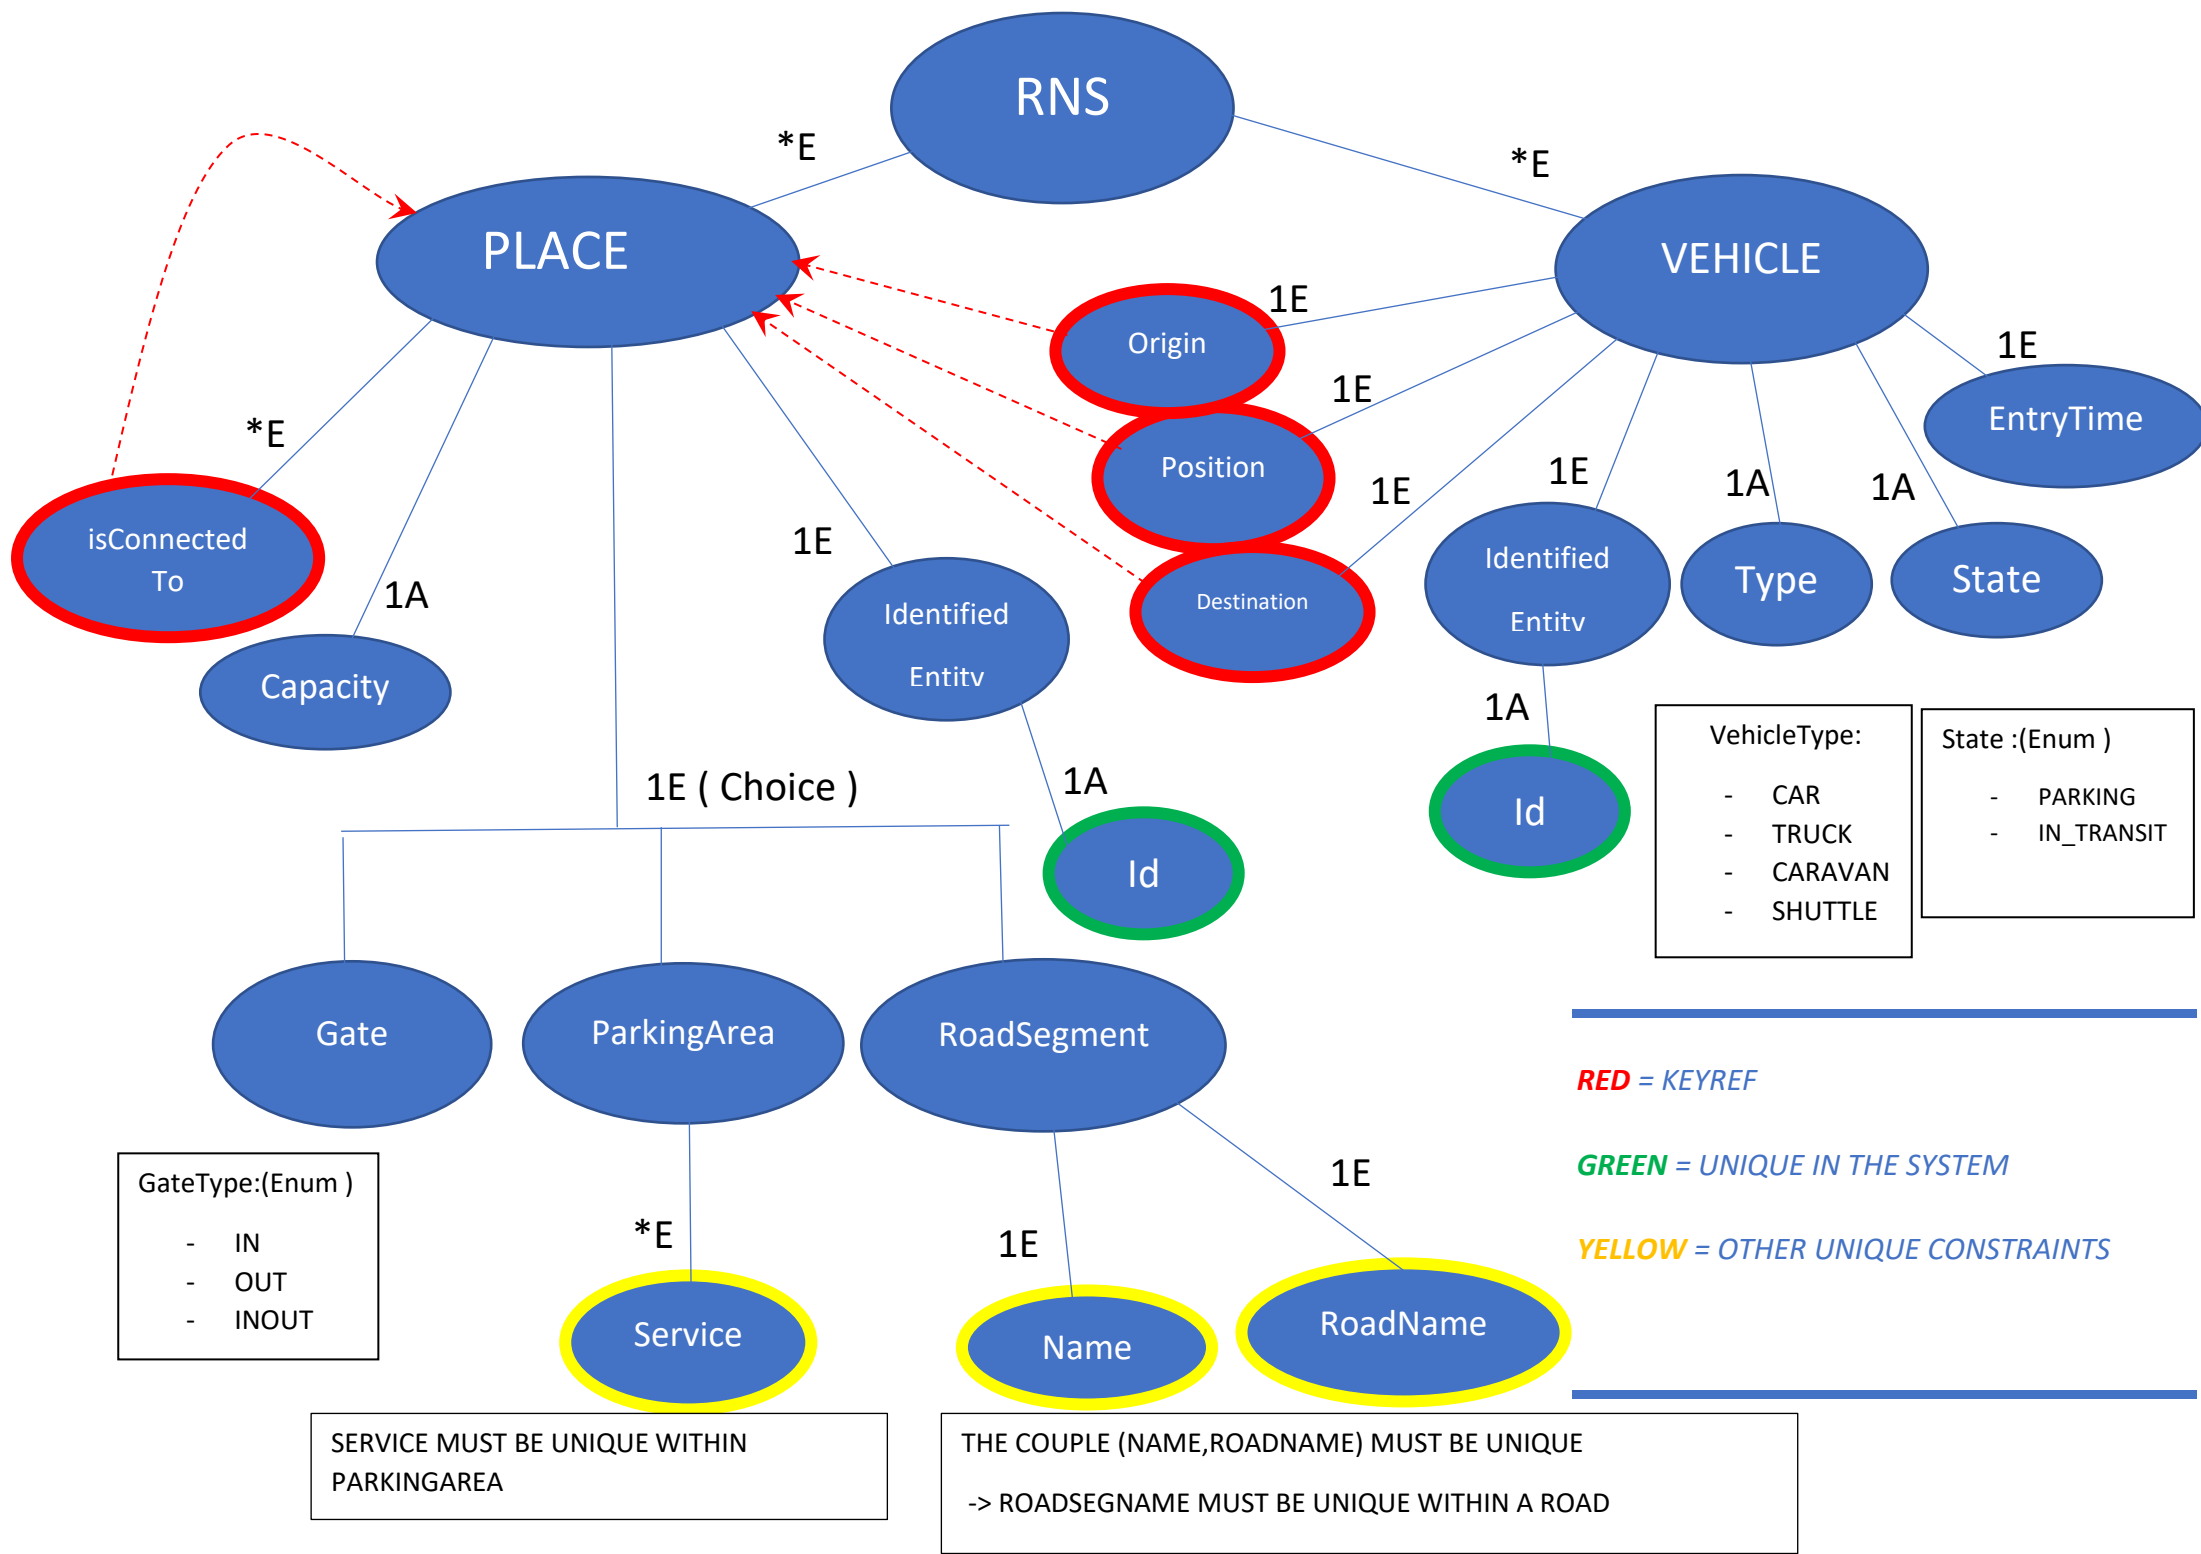 RNS
*E
*E
PLACE
VEHICLE
1E
Origin
1E
EntryTime
1E
Position
*E
isConnected
To
1E
1E
1E
1A
1A
Destination
Identified
Entity
Type
State
1A
Capacity
Identified
Entity
1A
Id
1E ( Choice )
1A
Id
VehicleType:
- CAR
- TRUCK
- CARAVAN
- SHUTTLE
State :(Enum )
- PARKING
- IN_TRANSIT
Gate
ParkingArea
RoadSegment
RED = KEYREF
GREEN = UNIQUE IN THE SYSTEM
YELLOW = OTHER UNIQUE CONSTRAINTS
GateType:(Enum )
- IN
- OUT
- INOUT
*E
1E
1E
Service
Name
RoadName
SERVICE MUST BE UNIQUE WITHIN
PARKINGAREA
THE COUPLE (NAME,ROADNAME) MUST BE UNIQUE
-> ROADSEGNAME MUST BE UNIQUE WITHIN A ROAD